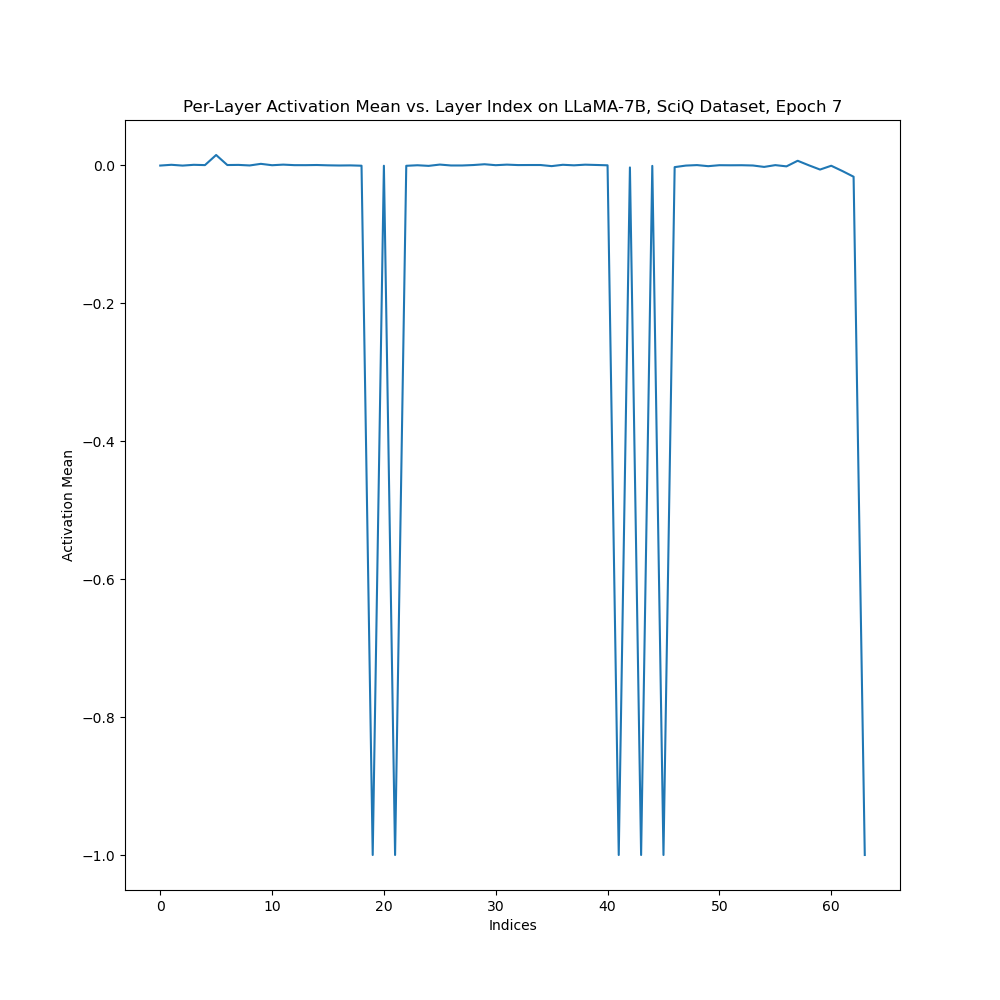 Per-Layer Activation Mean vs. Layer Index on LLaMA-7B, SciQ Dataset, Epoch 7
0.0
−0.2
−0.4
−0.6
−0.8
−1.0
Activation Mean
0 10 20 30 40 50 60
Indices